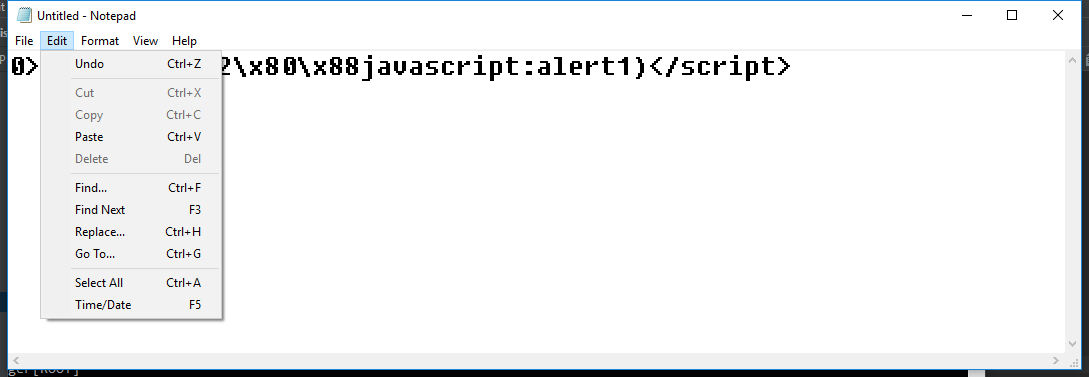 Untitled - Notepad
File Edit Format View Help
0> 2\x80\x88javascript:alert1)</script>
Undo Ctrl+Z
Cut Ctrl+X
Copy Ctrl+C
Paste Ctrl+V
Delete Del
Find... Ctrl+F
Find Next F3
Replace... Ctrl+H
Go To... Ctrl+G
Select All Ctrl+A
Time/Date F5